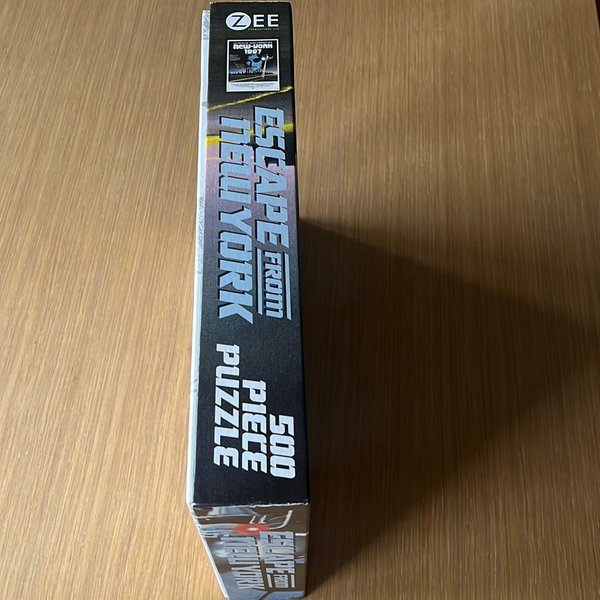 ZEE
NEW-YORK
1997
ESCAPE FROM
NEW YORK
500
PIECE
PUZZLE
ESCAPE FROM
NEW YORK